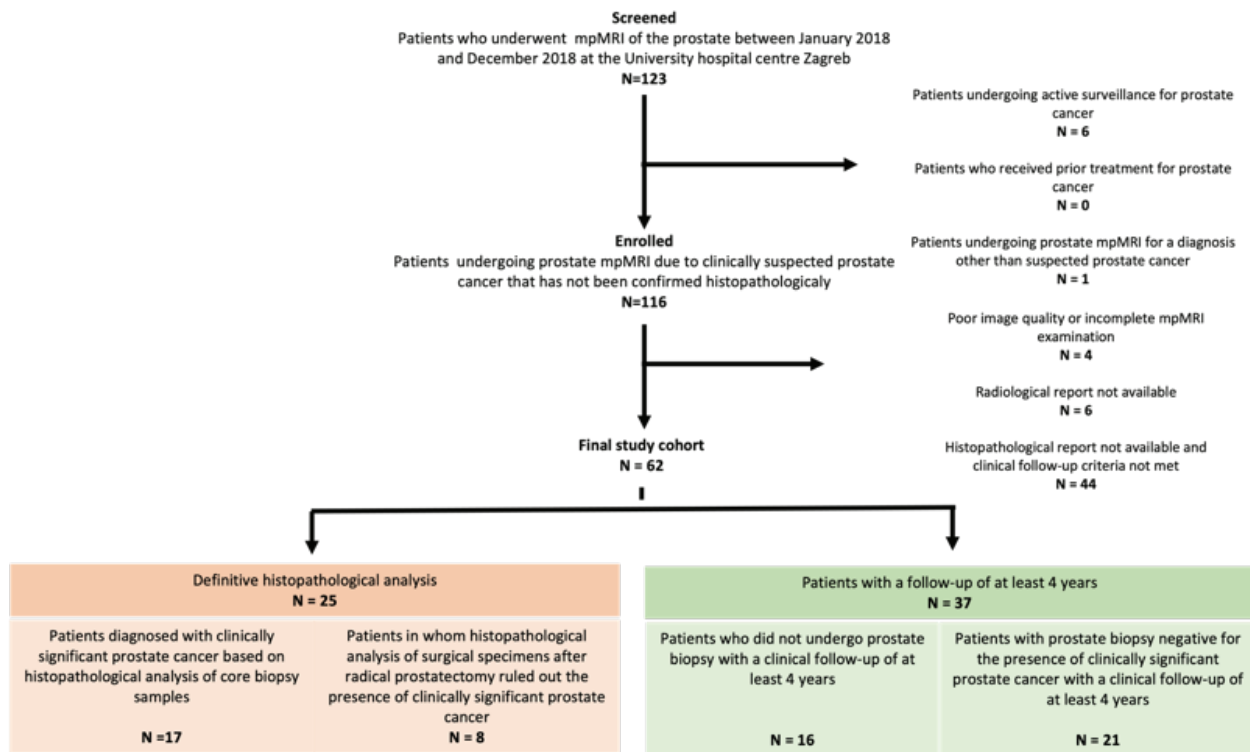 Screened
Patients who underwent mpMRI of the prostate between January 2018
and December 2018 at the University hospital centre Zagreb
N=123
Patients undergoing active surveillance for prostate
cancer
N = 6
Patients who received prior treatment for prostate
cancer
N = 0
Enrolled
Patients undergoing prostate mpMRI due to clinically suspected prostate
cancer that has not been confirmed histopathologicaly
N=116
Patients undergoing prostate mpMRI for a diagnosis
other than suspected prostate cancer
N = 1
Poor image quality or incomplete mpMRI
examination
N = 4
Radiological report not available
N = 6
Histopathological report not available and
clinical follow-up criteria not met
N = 44
Final study cohort
N = 62
Definitive histopathological analysis
N = 25
Patients diagnosed with clinically
significant prostate cancer based on
histopathological analysis of core biopsy
samples
N =17
Patients in whom histopathological
analysis of surgical specimens after
radical prostatectomy ruled out the
presence of clinically significant prostate
cancer
N = 8
Patients with a follow-up of at least 4 years
N = 37
Patients who did not undergo prostate
biopsy with a clinical follow-up of at
least 4 years
N = 16
Patients with prostate biopsy negative for
the presence of clinically significant
prostate cancer with a clinical follow-up of
at least 4 years
N = 21